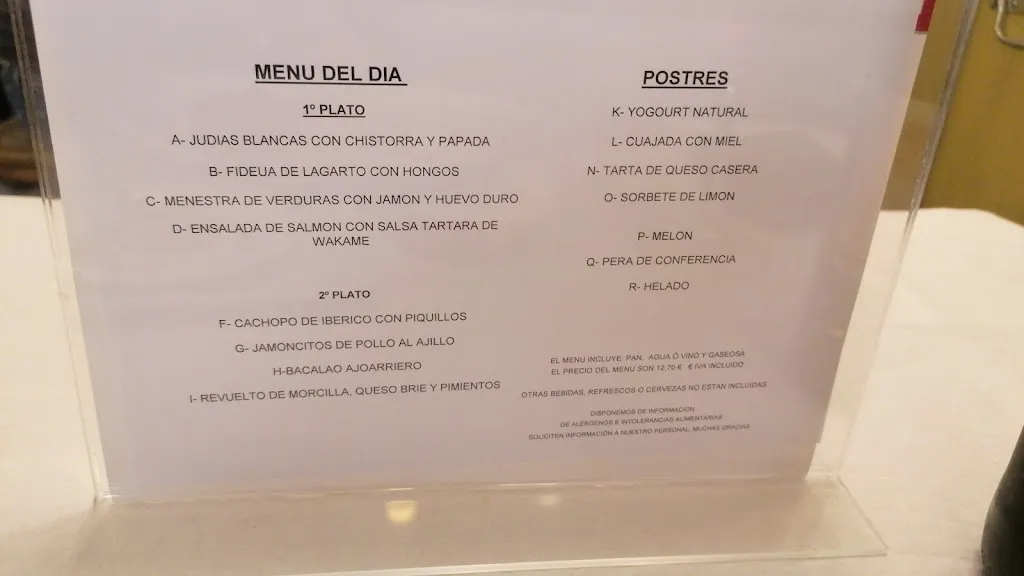 MENU DEL DIA
1º PLATO
A- JUDIAS BLANCAS CON CHISTORRA Y PAPADA
B- FIDEUA DE LAGARTO CON HONGOS
C- MENESTRA DE VERDURAS CON JAMON Y HUEVO DURO
D- ENSALADA DE SALMON CON SALSA TARTARA DE
WAKAME
2º PLATO
F- CACHOPO DE IBERICO CON PIQUILLOS
G- JAMONCITOS DE POLLO AL AJILLO
H-BACALAO AJOARRIERO
I- REVUELTO DE MORCILLA, QUESO BRIE Y PIMIENTOS
POSTRES
K- YOGOURT NATURAL
L- CUAJADA CON MIEL
N- TARTA DE QUESO CASERA
O- SORBETE DE LIMON
P- MELON
Q- PERA DE CONFERENCIA
R- HELADO
EL MENU INCLUYE: PAN, AGUA Ó VINO Y GASEOSA
EL PRECIO DEL MENU SON 12,70 € € IVA INCLUIDO
OTRAS BEBIDAS, REFRESCOS O CERVEZAS NO ESTAN INCLUIDAS
DISPONEMOS DE INFORMACION
DE ALERGENOS E INTOLERANCIAS ALIMENTARIAS
SOLICITEN INFORMACIÓN A NUESTRO PERSONAL, MUCHAS GRACIAS